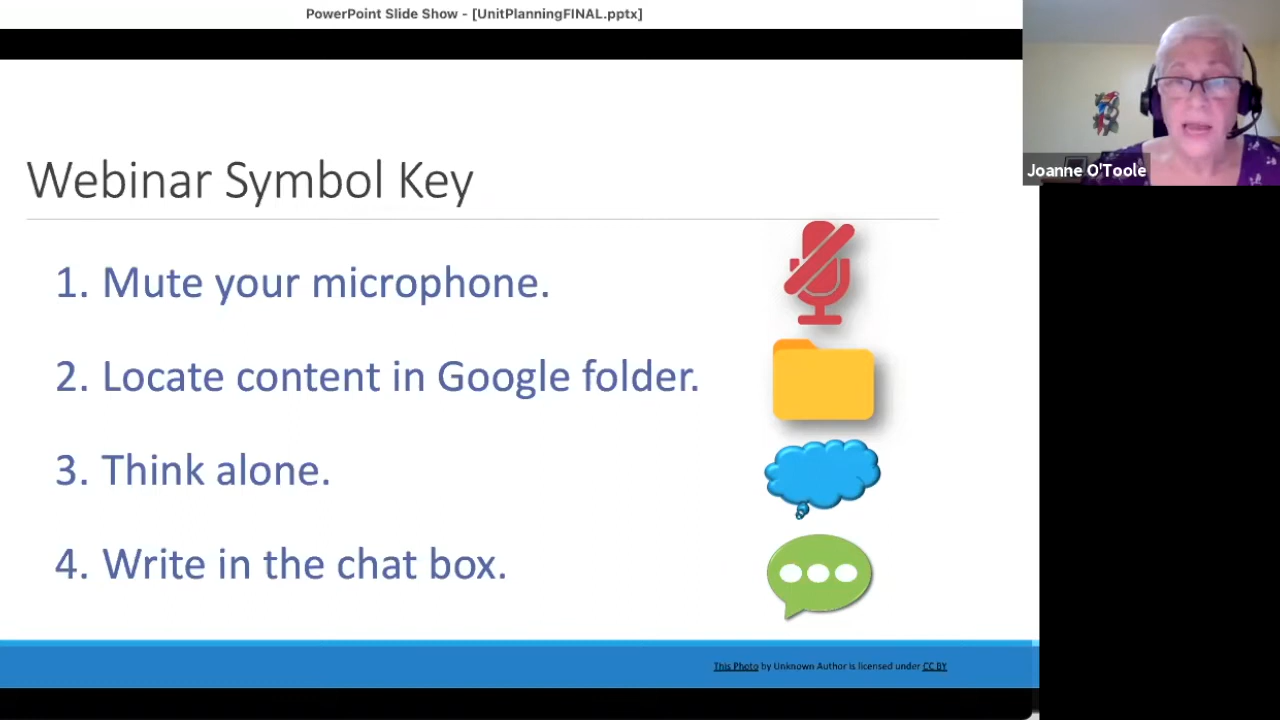 PowerPoint Slide Show - [UnitPlanningFINAL.pptx]
Joanne O'Toole
Webinar Symbol Key
1. Mute your microphone.
2. Locate content in Google folder.
3. Think alone.
4. Write in the chat box.
This Photo by Unknown Author is licensed under CC BY